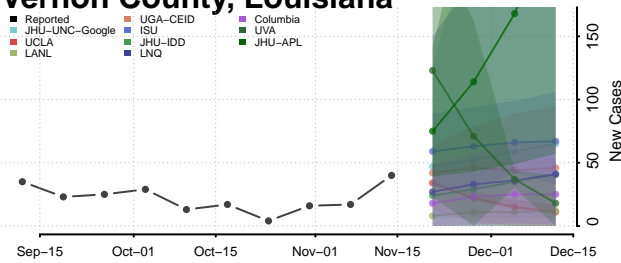 Vernon County, Louisiana
Reported UGA−CEID Columbia
JHU−UNC−Google ISU UVA
UCLA JHU−IDD JHU−APL
LANL LNQ
0 50 100 150
New Cases
Sep−15 Oct−01 Oct−15 Nov−01 Nov−15 Dec−01 Dec−15